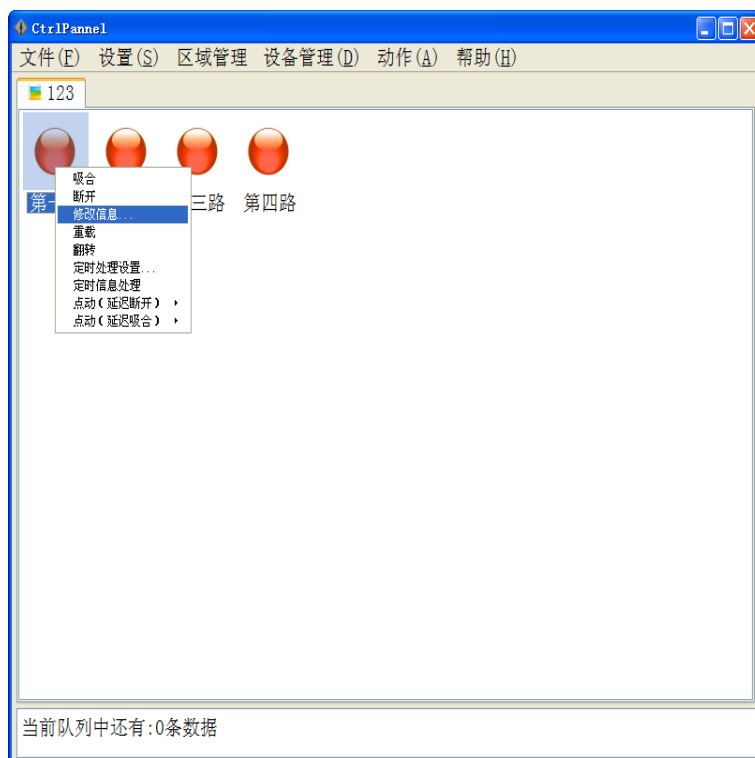 CtrlPannel
文件(F) 设置(S) 区域管理 设备管理(D) 动作(A) 帮助(H)
123
第一 三路 第四路
吸合
断开
修改信息...
重载
翻转
定时处理设置...
定时信息处理
点动(延迟断开)
点动(延迟吸合)
当前队列中还有:0条数据